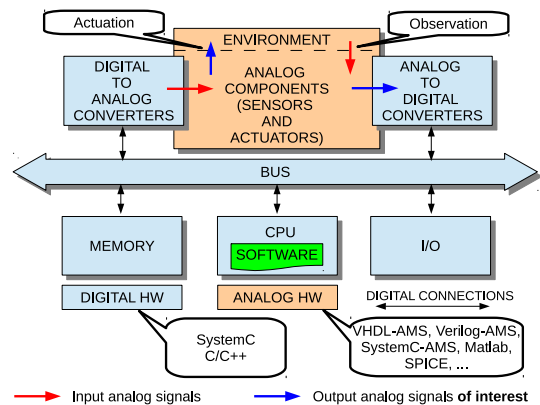 Actuation
Observation
ENVIRONMENT
DIGITAL
TO
ANALOG
CONVERTERS
ANALOG
COMPONENTS
(SENSORS
AND
ACTUATORS)
ANALOG
TO
DIGITAL
CONVERTERS
BUS
MEMORY
CPU
SOFTWARE
I/O
DIGITAL HW
ANALOG HW
DIGITAL CONNECTIONS
SystemC
C/C++
VHDL-AMS, Verilog-AMS,
SystemC-AMS, Matlab,
SPICE, ...
Input analog signals
Output analog signals of interest